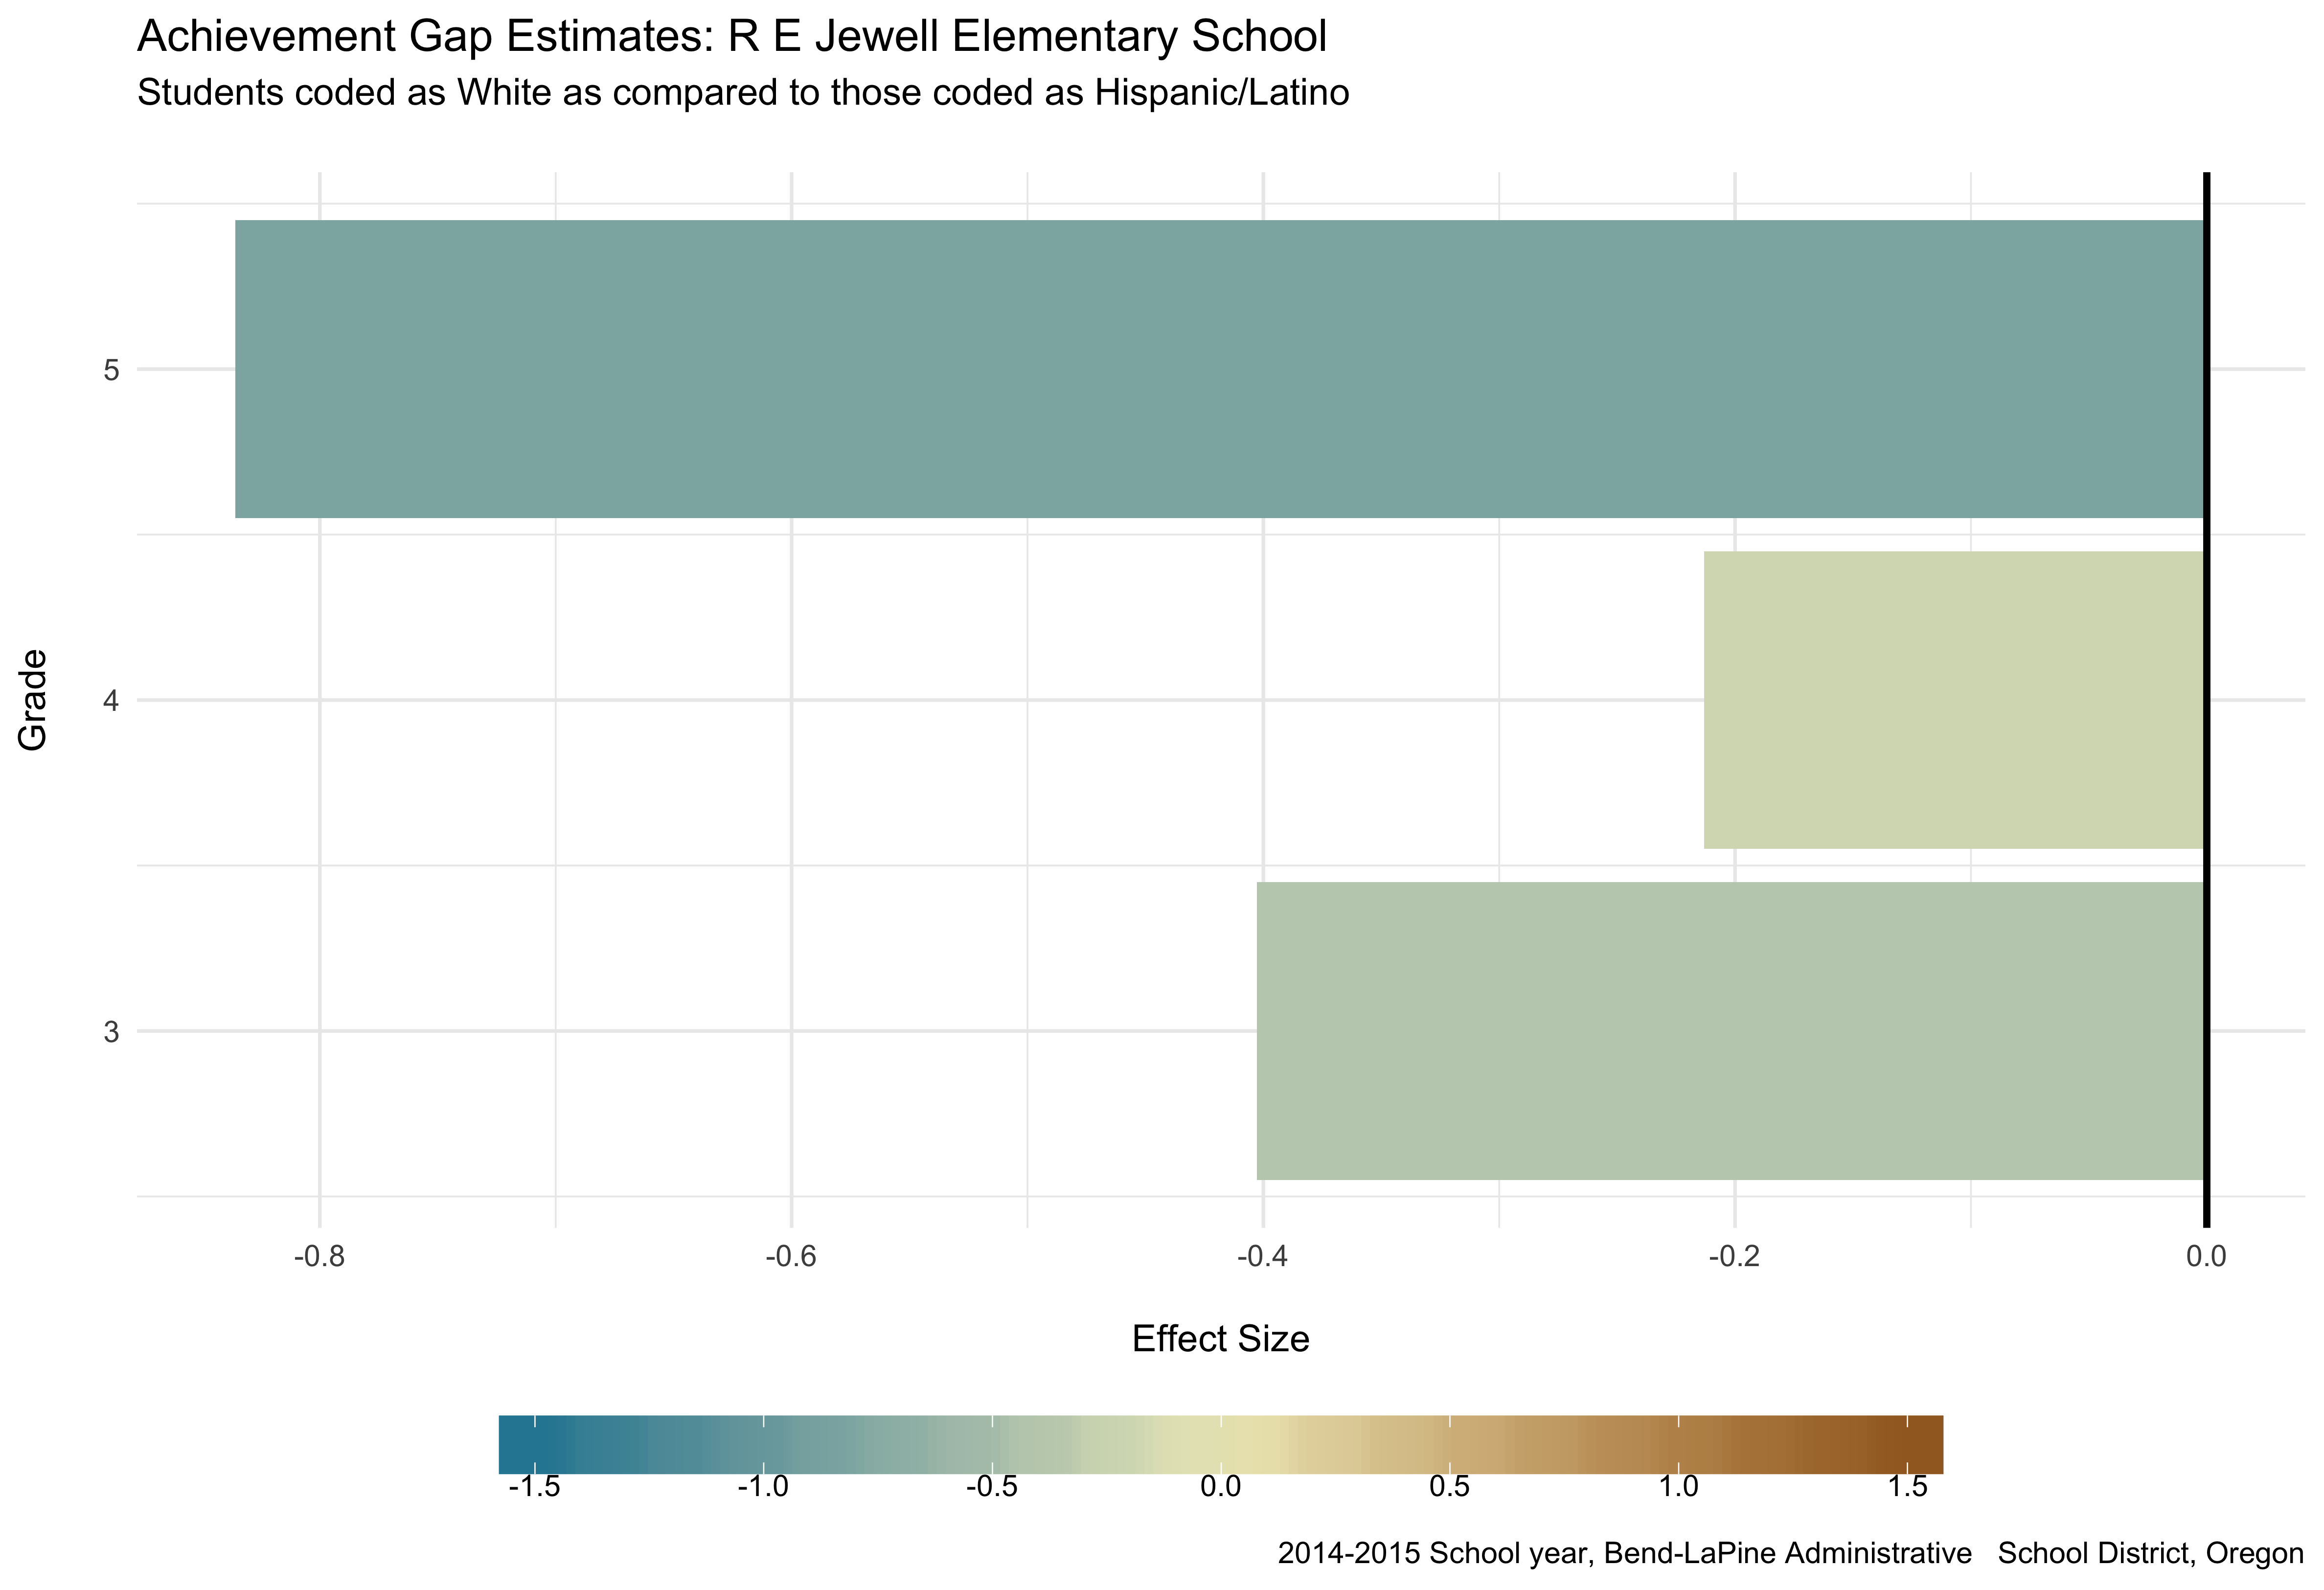 Achievement Gap Estimates: R E Jewell Elementary School
Students coded as White as compared to those coded as Hispanic/Latino
Grade
5
4
3
-0.8 -0.6 -0.4 -0.2 0.0
Effect Size
-1.5 -1.0 -0.5 0.0 0.5 1.0 1.5
2014-2015 School year, Bend-LaPine Administrative   School District, Oregon